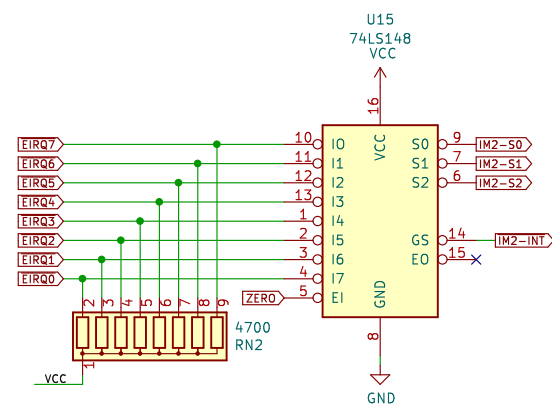 U15
74LS148
VCC
16
EIRQ7 10 I0 VCC S0 9 IM2-S0
EIRQ6 11 I1 S1 7 IM2-S1
EIRQ5 12 I2 S2 6 IM2-S2
EIRQ4 13 I3
EIRQ3 1 I4
EIRQ2 2 I5 GS 14 IM2-INT
EIRQ1 3 I6 EO 15
EIRQ0 4 I7
ZERO 5 EI GND
2 3 4 5 6 7 8 9
4700
RN2
1
8
VCC
GND